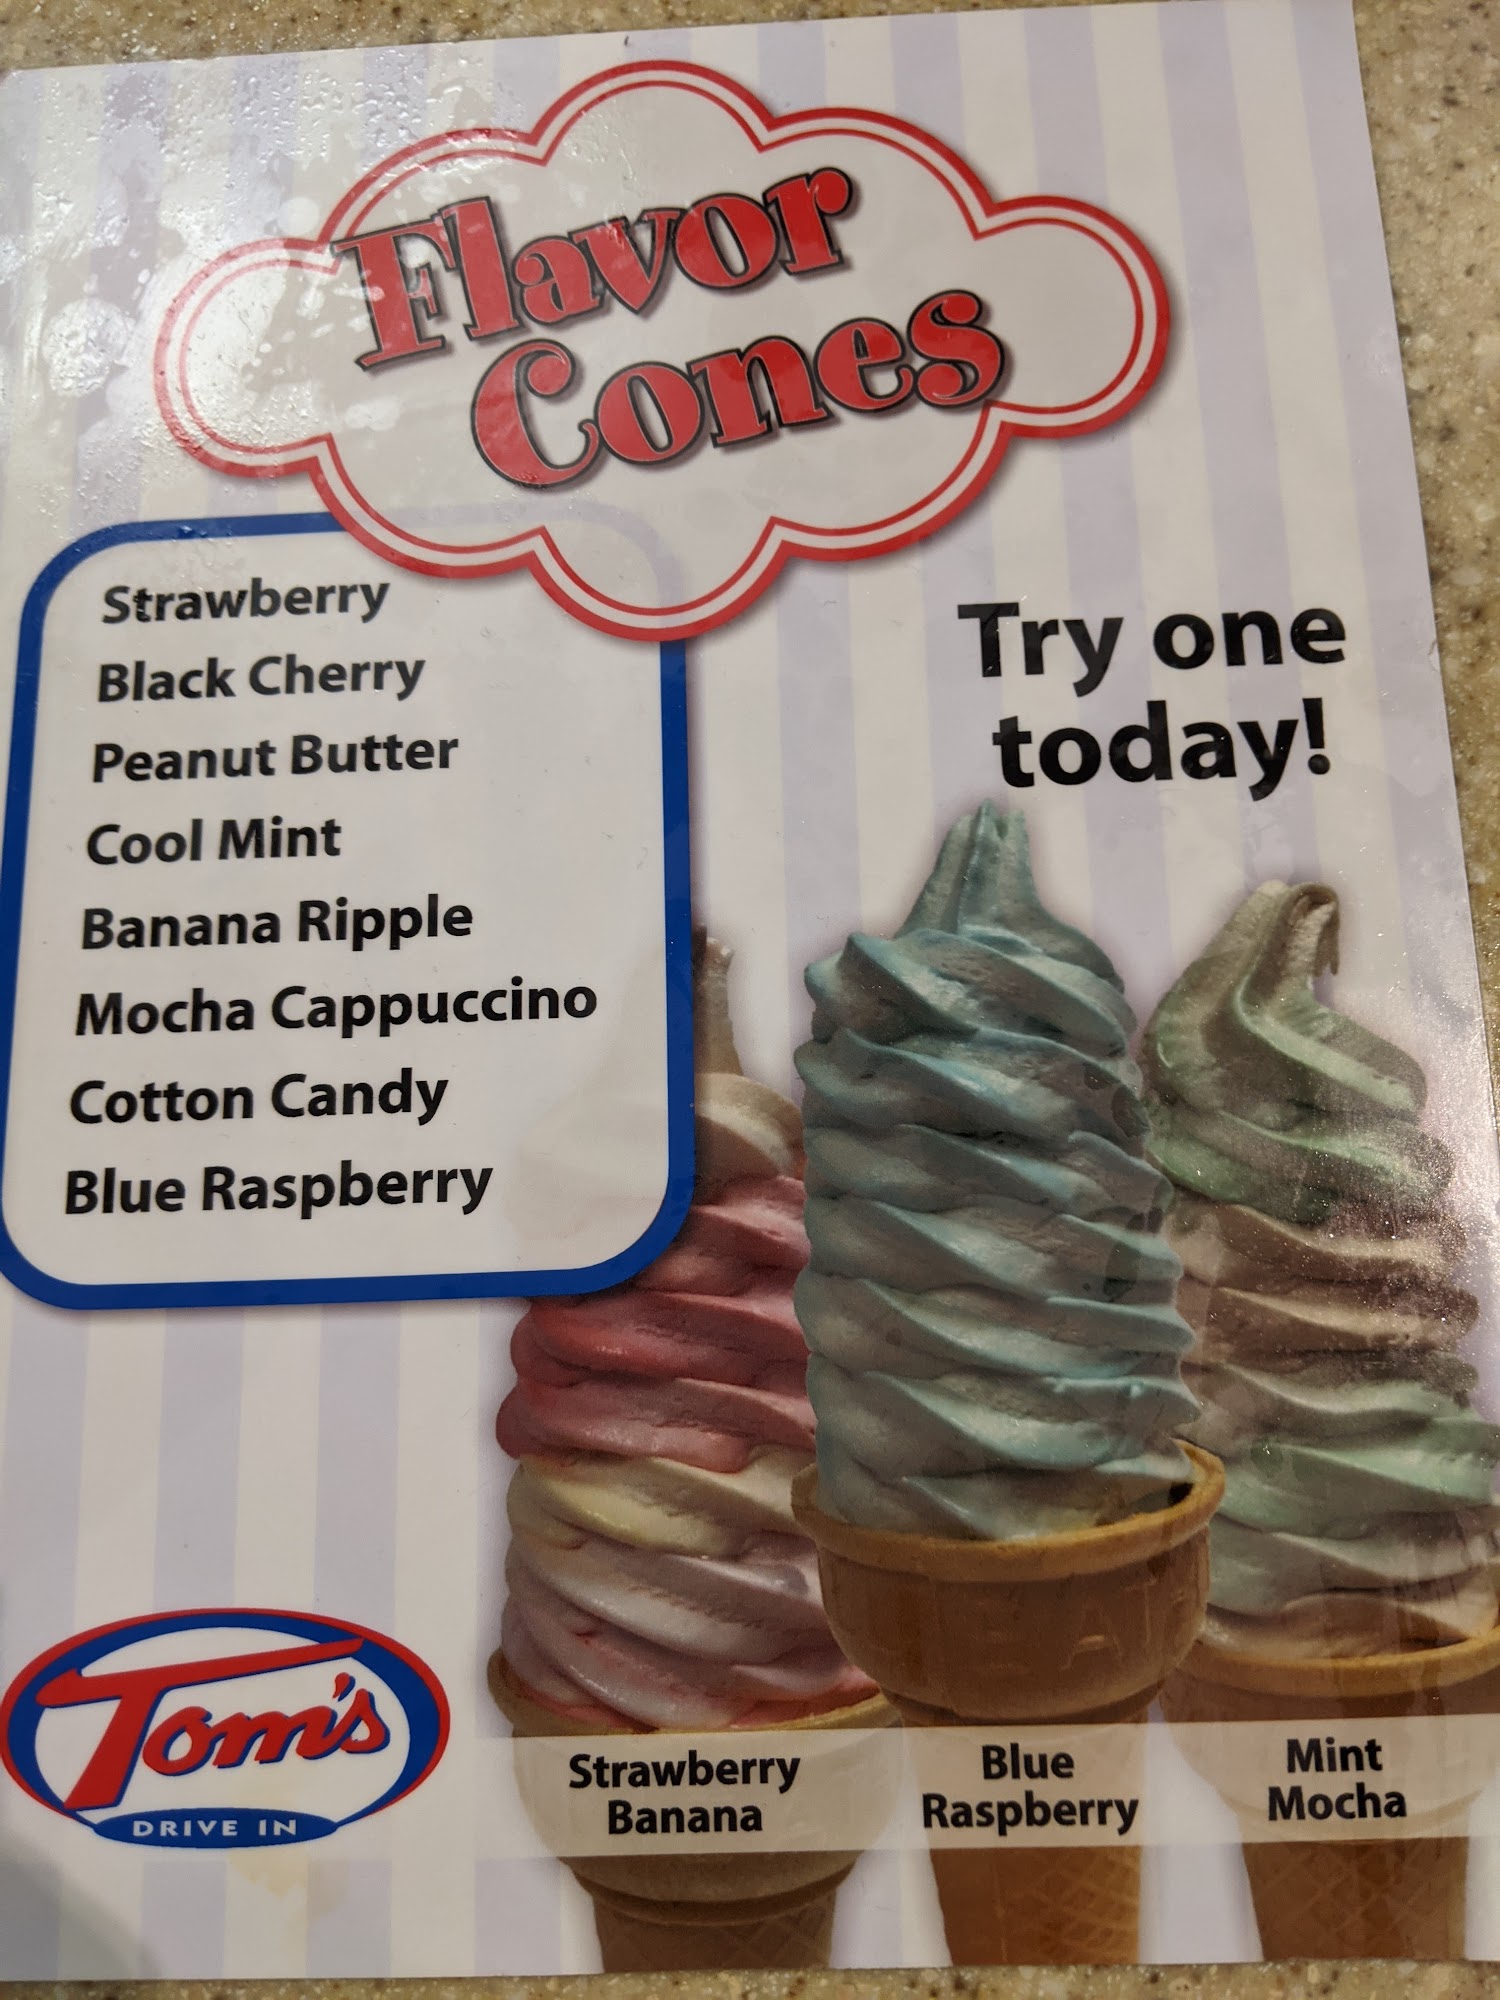 Flavor
Cones
Strawberry
Black Cherry
Peanut Butter
Cool Mint
Banana Ripple
Mocha Cappuccino
Cotton Candy
Blue Raspberry
Try one
today!
Strawberry
Banana
Blue
Raspberry
Mint
Mocha
Tom's
DRIVE IN